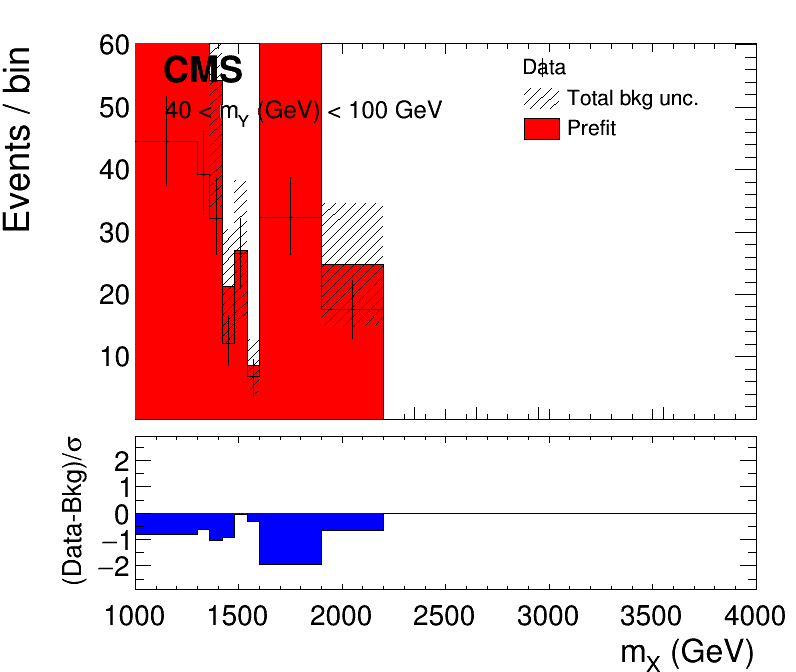 Events / bin
60
50
40
30
20
10
CMS
40 < m_Y (GeV) < 100 GeV
Data
Total bkg unc.
Prefit
(Data-Bkg)/σ
2
1
0
−1
−2
1000 1500 2000 2500 3000 3500 4000
m_X (GeV)